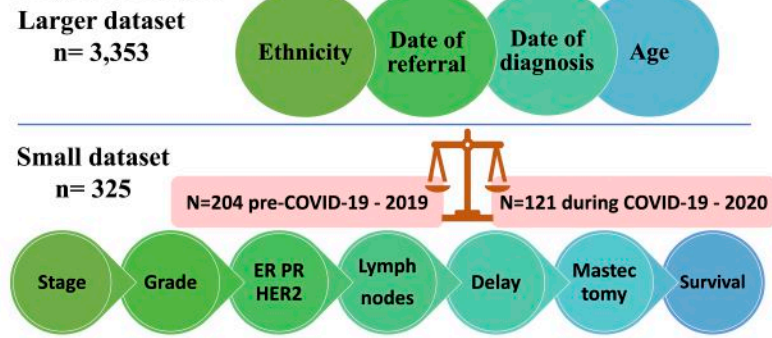 Larger dataset
n= 3,353
Ethnicity
Date of
referral
Date of
diagnosis
Age
Small dataset
n= 325
N=204 pre-COVID-19 - 2019
N=121 during COVID-19 - 2020
Stage
Grade
ER PR
HER2
Lymph
nodes
Delay
Mastec
tomy
Survival